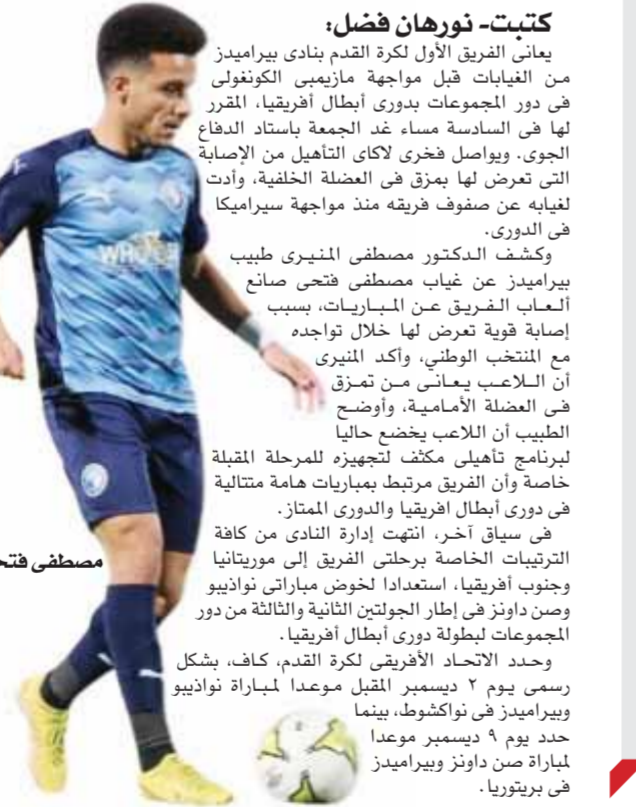 كتبت- نورهان فضل:
يعانى الفريق الأول لكرة القدم بنادى بيراميدز
من الغيابات قبل مواجهة مازيمبى الكونغولى
فى دور المجموعات بدورى أبطال أفريقيا، المقرر
لها فى السادسة مساء غد الجمعة باستاد الدفاع
الجوى. ويواصل فخرى لاكاى التأهيل من الإصابة
التى تعرض لها بمزق فى العضلة الخلفية، وأدت
لغيابه عن صفوف فريقه منذ مواجهة سيراميكا
فى الدورى.
وكشف الدكتور مصطفى المنيرى طبيب
بيراميدز عن غياب مصطفى فتحى صانع
ألعاب الفريق عن المباريات، بسبب
إصابة قوية تعرض لها خلال تواجده
مع المنتخب الوطني، وأكد المنيرى
أن اللاعب يعانى من تمزق
فى العضلة الأمامية، وأوضح
الطبيب أن اللاعب يخضع حاليا
لبرنامج تأهيلى مكثف لتجهيزه للمرحلة المقبلة
خاصة وأن الفريق مرتبط بمباريات هامة متتالية
فى دورى أبطال افريقيا والدورى الممتاز.
فى سياق آخر، انتهت إدارة النادى من كافة
الترتيبات الخاصة برحلتى الفريق إلى موريتانيا
وجنوب أفريقيا، استعدادا لخوض مباراتى نواذيبو
وصن داونز فى إطار الجولتين الثانية والثالثة من دور
المجموعات لبطولة دورى أبطال أفريقيا.
وحدد الاتحاد الأفريقى لكرة القدم، كاف، بشكل
رسمى يوم ٢ ديسمبر المقبل موعدا لمباراة نواذيبو
وبيراميدز فى نواكشوط، بينما
حدد يوم ٩ ديسمبر موعدا
لمباراة صن داونز وبيراميدز
فى بريتوريا.
مصطفى فتح